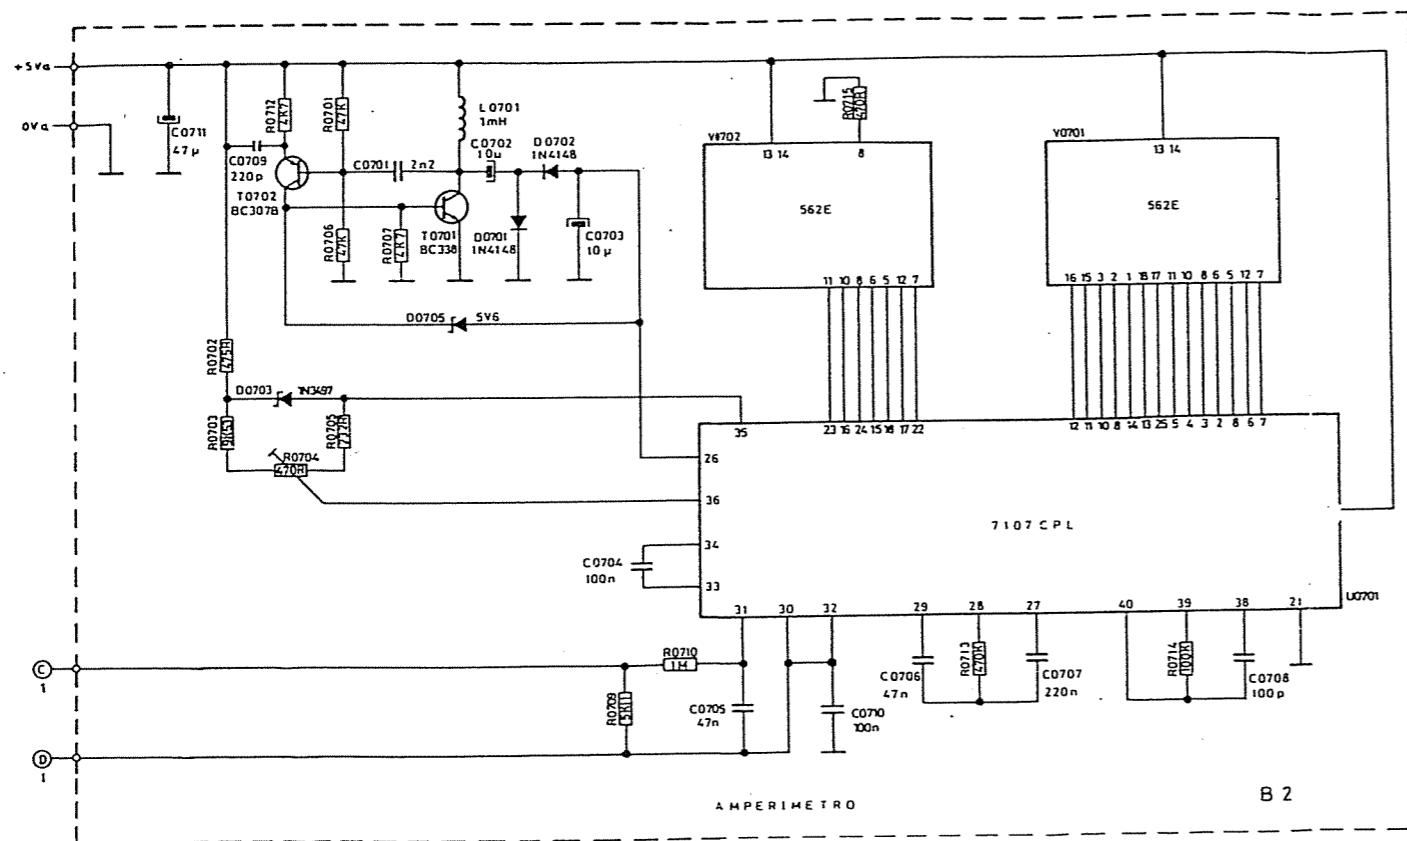 +5Va
0Va
C0711
47µ
R0712
4K7
R0701
47K
L0701
1mH
C0709
220p
C0701 2n2
C0702
10µ
D0702
1N4148
T0702
BC307B
R0706
47K
R0707
4K7
T0701
BC338
D0701
1N4148
C0703
10µ
D0705 5V6
R0702
475R
D0703 1N3497
R0703
R0705
R0704
470R
V0702
13 14
8
R0715
470R
562E
11 10 8 6 5 12 7
V0701
13 14
562E
16 15 3 2 1 18 17 11 10 8 6 5 12 7
35
23 16 24 15 18 17 22
12 11 10 8 14 13 25 5 4 3 2 8 6 7
26
36
34
33
7107CPL
C0704
100n
31 30 32 29 28 27 40 39 38 21
U0701
C
1
D
1
R0710
1M
R0709
5K11
C0705
47n
C0710
100n
C0706
47n
R0713
470K
C0707
220n
R0714
100K
C0708
100p
AMPERIMETRO
B2